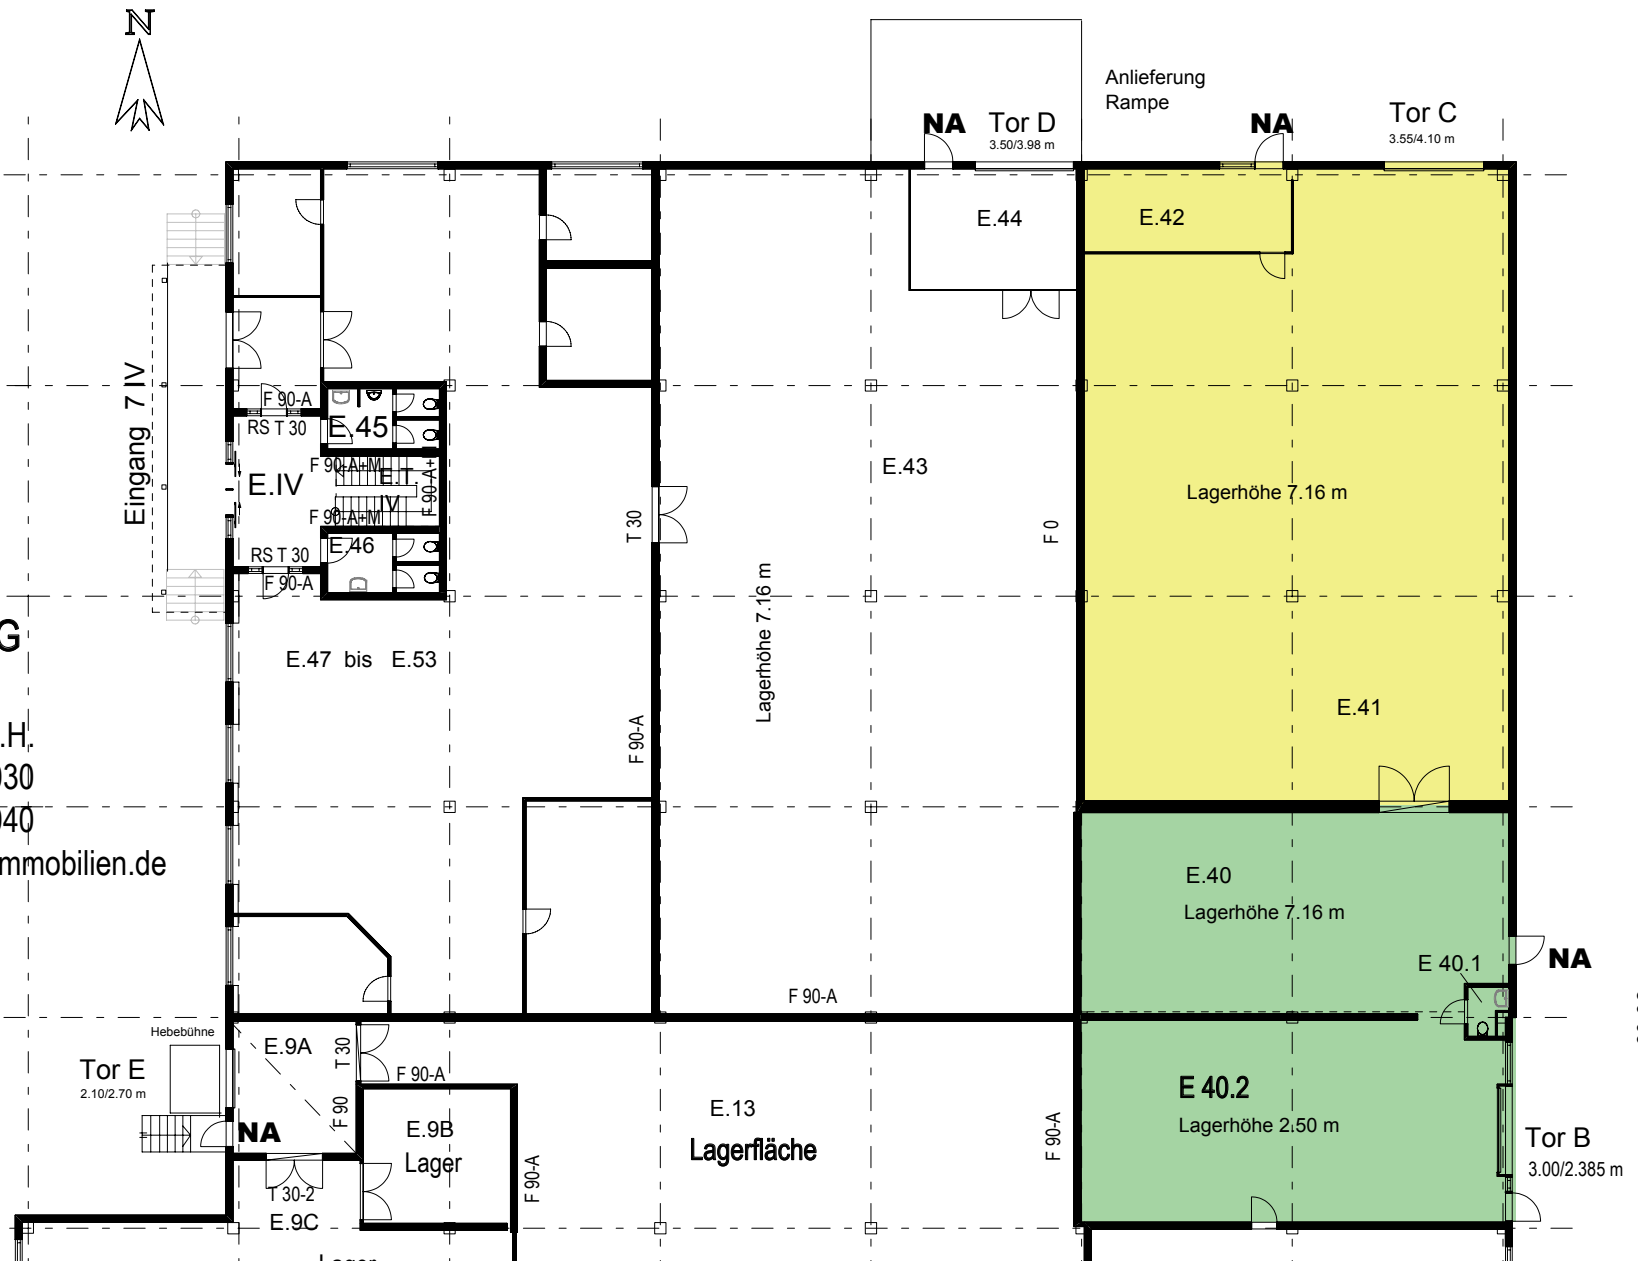 N
Anlieferung
Rampe
NA
Tor D
3.50/3.98 m
NA
Tor C
3.55/4.10 m
E.44
E.42
Eingang 7 IV
F 90-A
RS T 30
E.45
F 90-A+M
E.T.
IV
F 90-A+M
E.IV
F 90-A+M
E.46
RS T 30
F 90-A
E.43
T 30
F 0
Lagerhöhe 7.16 m
Lagerhöhe 7.16 m
G
E.47 bis E.53
F 90-A
E.41
.H.
930
940
mmobilien.de
E.40
Lagerhöhe 7.16 m
E 40.1
NA
F 90-A
Hebebühne
E.9A
T 30
Tor E
2.10/2.70 m
F 90-A
F 90
NA
E.9B
Lager
E.13
Lagerfläche
F 90-A
E 40.2
Lagerhöhe 2.50 m
Tor B
3.00/2.385 m
F 90-A
T 30-2
E.9C
Lager